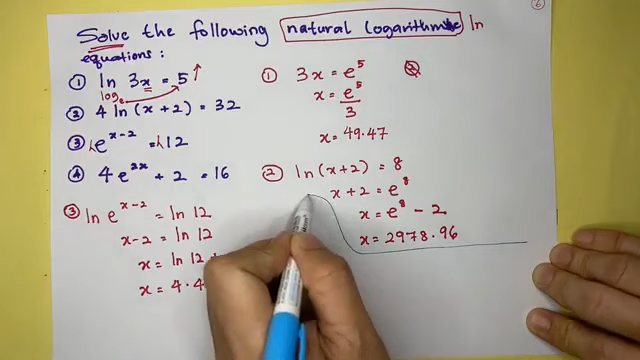 Solve the following natural logarithmic ln
equations :
① ln 3x = 5
log e
② 4 ln (x + 2) = 32
③ e^(x-2) = 12
④ 4e^(2x) + 2 = 16
③ ln e^(x-2) = ln 12
x - 2 = ln 12
x = ln 12
x = 4.4
① 3x = e^5
x = e^5/3
x = 49.47
②
② ln (x + 2) = 8
x + 2 = e^8
x = e^8 - 2
x = 2978.96
6